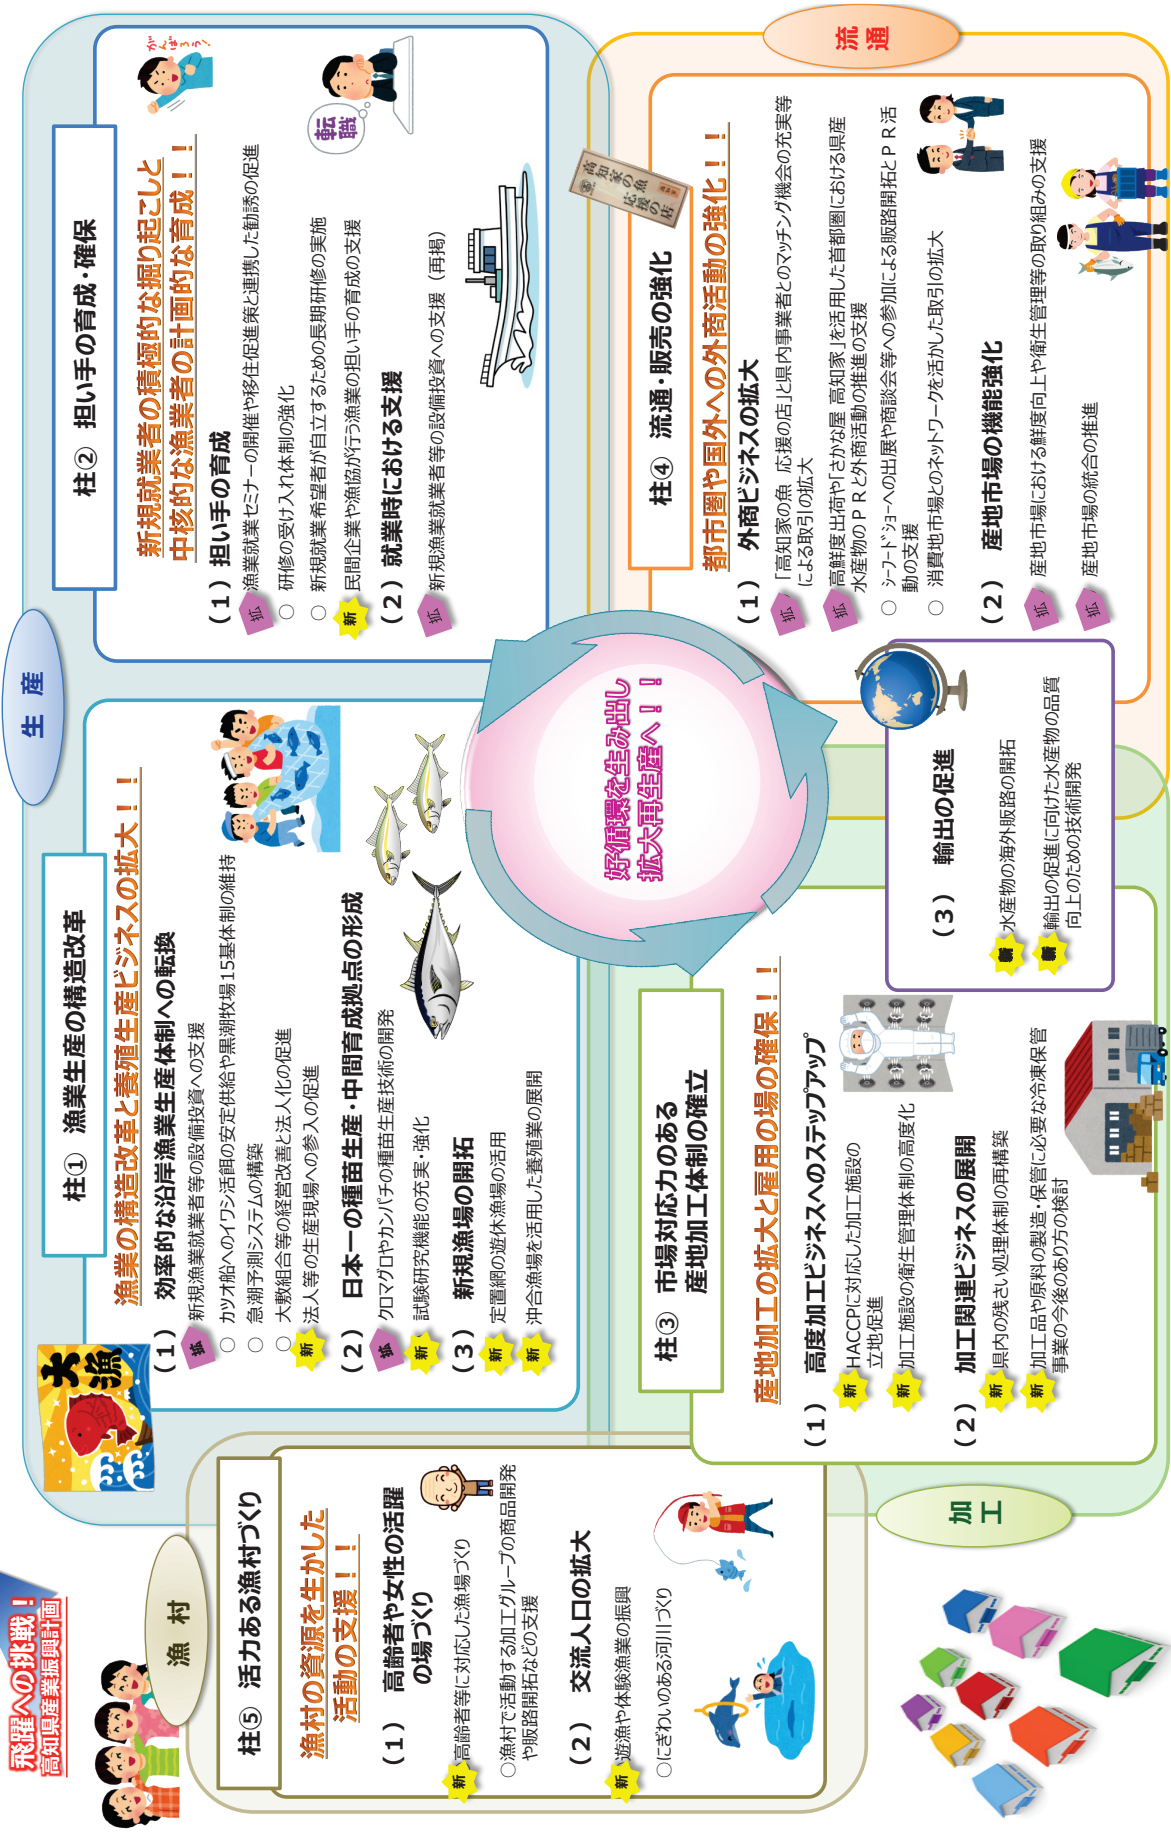 飛躍への挑戦！
高知県産業振興計画
生 産
大漁
柱① 漁業生産の構造改革
漁業の構造改革と養殖生産ビジネスの拡大！！
（１） 効率的な沿岸漁業生産体制への転換
拡 新規漁業就業者等の設備投資への支援
○ カツオ船へのイワシ活餌の安定供給や黒潮牧場15基体制の維持
○ 急潮予測システムの構築
○ 大敷組合等の経営改善と法人化の促進
新 法人等の生産現場への参入の促進
（２） 日本一の種苗生産・中間育成拠点の形成
拡 クロマグロやカンパチの種苗生産技術の開発
新 試験研究機能の充実・強化
（３） 新規漁場の開拓
新 定置網の遊休漁場の活用
新 沖合漁場を活用した養殖業の展開
柱② 担い手の育成・確保
新規就業者の積極的な掘り起こしと
中核的な漁業者の計画的な育成！！
がんばろう！
（１）担い手の育成
拡 漁業就業セミナーの開催や移住促進策と連携した勧誘の促進
○ 研修の受け入れ体制の強化
○ 新規就業希望者が自立するための長期研修の実施
新 民間企業や漁協が行う漁業の担い手の育成の支援
転職
（２）就業時における支援
拡 新規漁業就業者等の設備投資への支援（再掲）
好循環を生み出し
拡大再生産へ！！
漁 村
柱⑤ 活力ある漁村づくり
漁村の資源を生かした
活動の支援！！
（１） 高齢者や女性の活躍
の場づくり
新 高齢者等に対応した漁場づくり
○漁村で活動する加工グループの商品開発
や販路開拓などの支援
（２） 交流人口の拡大
新 遊漁や体験漁業の振興
○にぎわいのある河川づくり
加 工
柱③ 市場対応力のある
産地加工体制の確立
産地加工の拡大と雇用の場の確保！！
（１） 高度加工ビジネスへのステップアップ
新 HACCPに対応した加工施設の
立地促進
新 加工施設の衛生管理体制の高度化
（２） 加工関連ビジネスの展開
新 県内の残さい処理体制の再構築
新 加工品や原料の製造・保管に必要な冷凍保管
事業の今後のあり方の検討
（３） 輸出の促進
新 水産物の海外販路の開拓
新 輸出の促進に向けた水産物の品質
向上のための技術開発
流 通
柱④ 流通・販売の強化
高知家の魚
応援の店
都市圏や国外への外商活動の強化！！
（１） 外商ビジネスの拡大
拡 「高知家の魚 応援の店」と県内事業者とのマッチング機会の充実等
による取引の拡大
拡 高鮮度出荷や「さかな屋 高知家」を活用した首都圏における県産
水産物のＰＲと外商活動の推進の支援
○ シーフードショーへの出展や商談会等への参加による販路開拓とＰＲ活
動の支援
○ 消費地市場とのネットワークを活かした取引の拡大
（２） 産地市場の機能強化
拡 産地市場における鮮度向上や衛生管理等の取り組みの支援
拡 産地市場の統合の推進